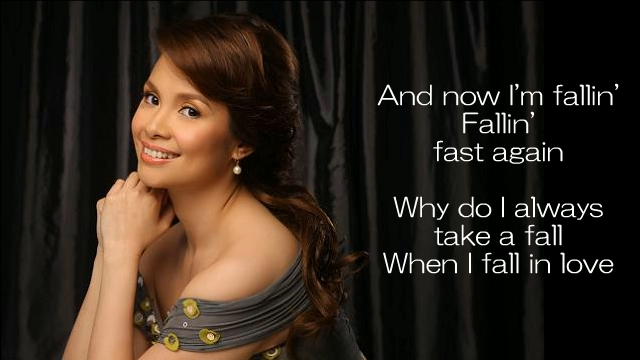 And now I'm fallin'
Fallin'
fast again
Why do I always
take a fall
When I fall in love